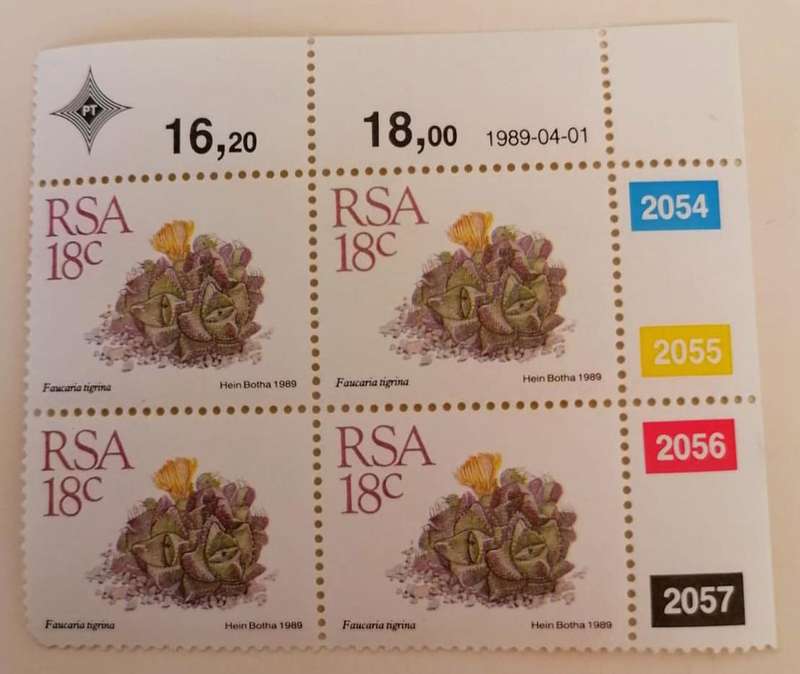 PT
16,20
18,00 1989-04-01
RSA
18c
Faucaria tigrina
Hein Botha 1989
RSA
18c
Faucaria tigrina
Hein Botha 1989
2054
2055
RSA
18c
Faucaria tigrina
Hein Botha 1989
RSA
18c
Faucaria tigrina
Hein Botha 1989
2056
2057